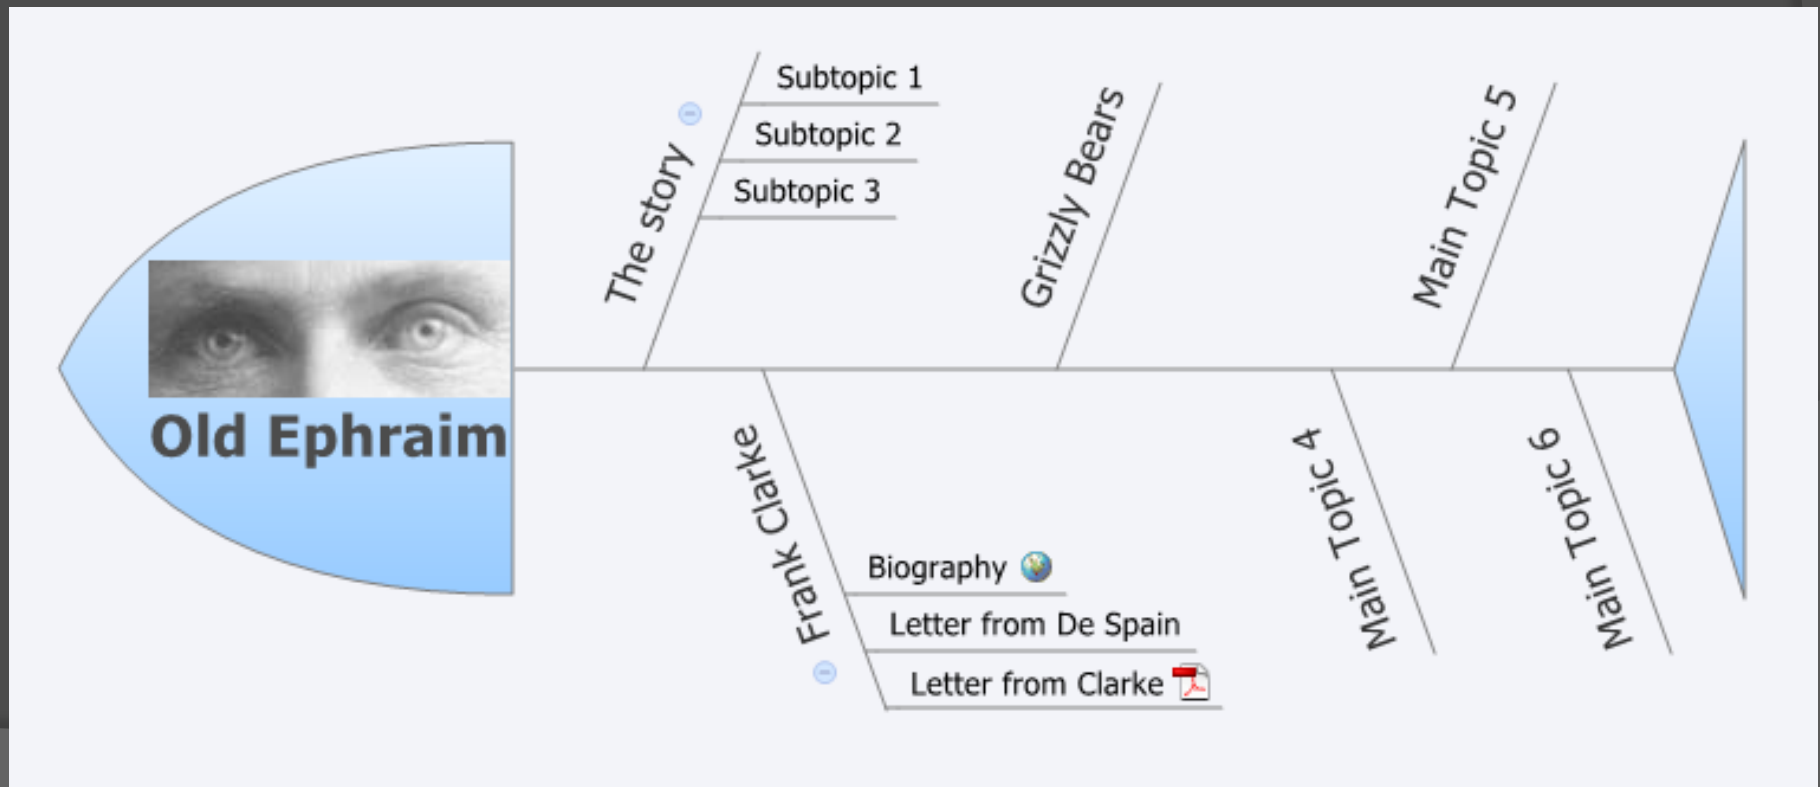 Old Ephraim
The story
Subtopic 1
Subtopic 2
Subtopic 3
Grizzly Bears
Main Topic 5
Frank Clarke
Biography
Letter from De Spain
Letter from Clarke
Main Topic 4
Main Topic 6